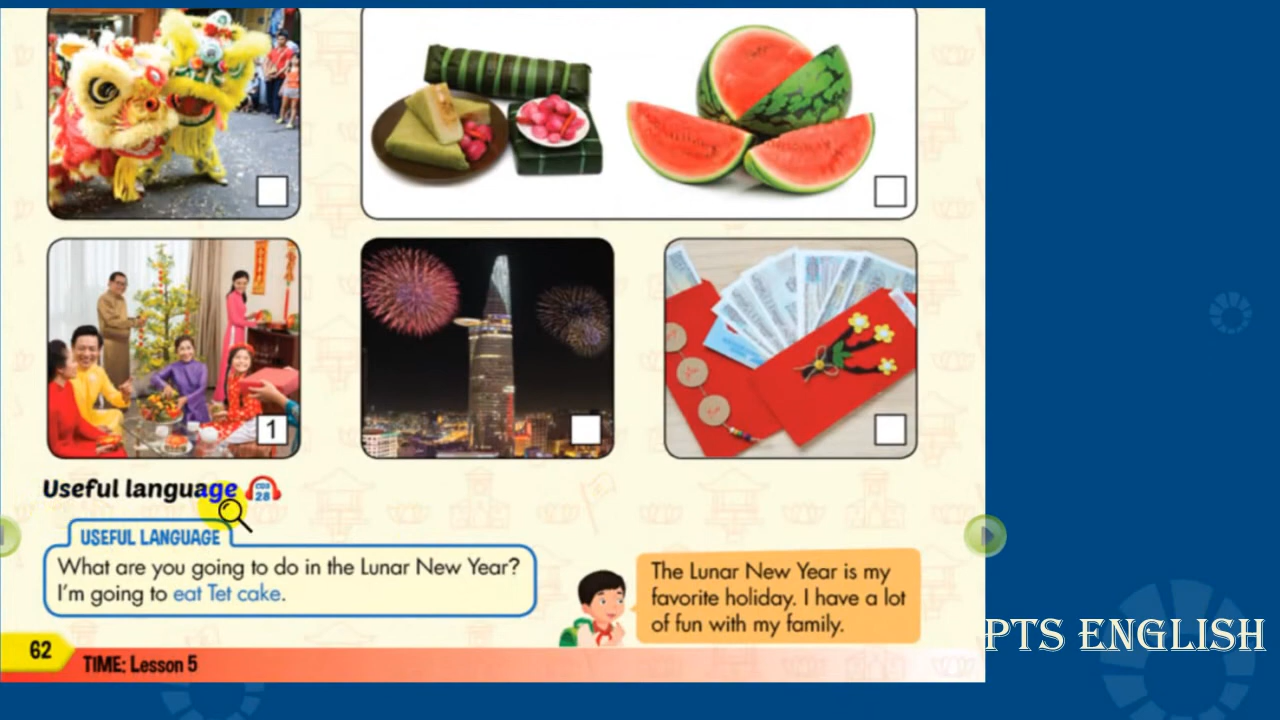 1
Useful language
CD2
28
USEFUL LANGUAGE
What are you going to do in the Lunar New Year?
I'm going to eat Tet cake.
The Lunar New Year is my
favorite holiday. I have a lot
of fun with my family.
62
TIME: Lesson 5
PTS ENGLISH